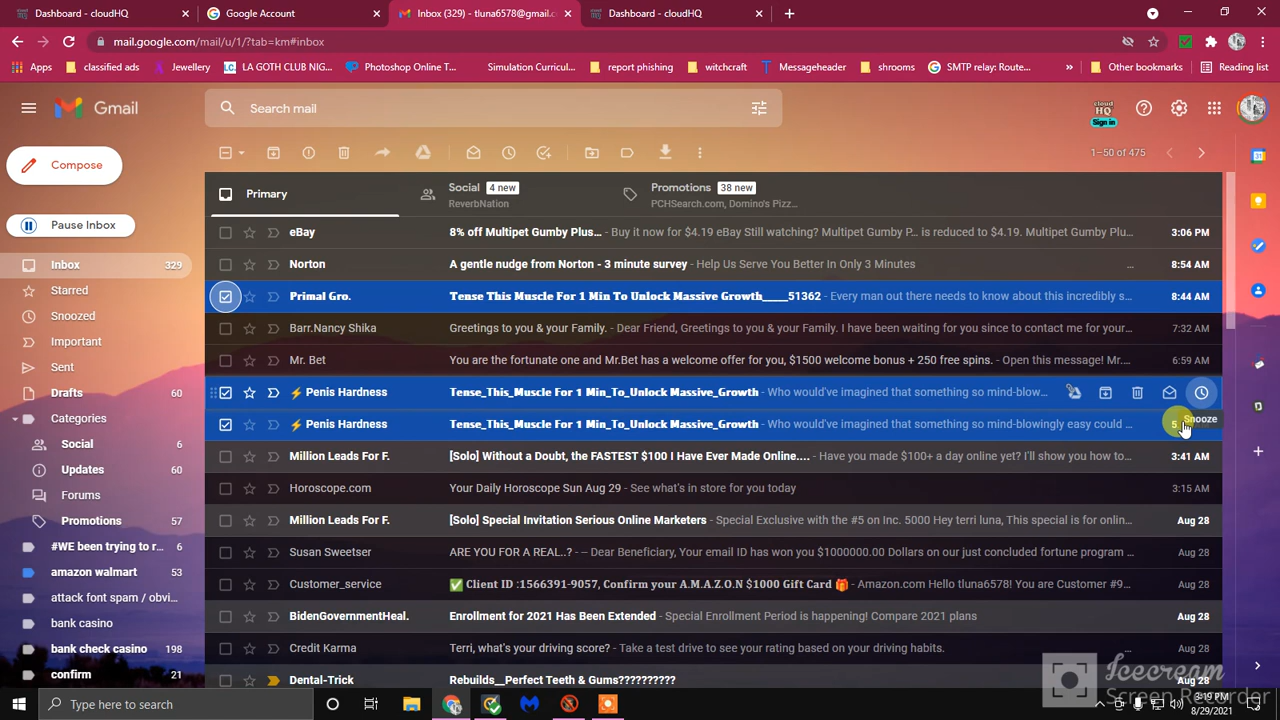 Dashboard - cloudHQ
Google Account
Inbox (329) - tluna6578@gmail.c
Dashboard - cloudHQ
mail.google.com/mail/u/1/?tab=km#inbox
Apps
classified ads
Jewellery
LA GOTH CLUB NIG...
Photoshop Online T...
Simulation Curricul...
report phishing
witchcraft
Messageheader
shrooms
SMTP relay: Route...
»
Other bookmarks
Reading list
Gmail
Search mail
cloud HQ
Sign in
Compose
1–50 of 475
Primary
Social 4 new
ReverbNation
Promotions 38 new
PCHSearch.com, Domino's Pizz...
Pause Inbox
Inbox 329
Starred
Snoozed
Important
Sent
Drafts 60
Categories
Social 6
Updates 60
Forums
Promotions 57
#WE been trying to r... 6
amazon walmart 53
attack font spam / obvi...
bank casino
bank check casino 198
confirm 21
eBay 8% off Multipet Gumby Plus... - Buy it now for $4.19 eBay Still watching? Multipet Gumby P... is reduced to $4.19. Multipet Gumby Plu... 3:06 PM
Norton A gentle nudge from Norton - 3 minute survey - Help Us Serve You Better In Only 3 Minutes ... 8:54 AM
Primal Gro. Tense This Muscle For 1 Min To Unlock Massive Growth____51362 - Every man out there needs to know about this incredibly s... 8:44 AM
Barr.Nancy Shika Greetings to you & your Family. - Dear Friend, Greetings to you & your Family. I have been waiting for you since to contact me for your... 7:32 AM
Mr. Bet You are the fortunate one and Mr.Bet has a welcome offer for you, $1500 welcome bonus + 250 free spins. - Open this message! Mr.... 6:59 AM
⚡ Penis Hardness Tense_This_Muscle For 1 Min_To_Unlock Massive_Growth - Who would've imagined that something so mind-blow...
Snooze
⚡ Penis Hardness Tense_This_Muscle For 1 Min_To_Unlock Massive_Growth - Who would've imagined that something so mind-blowingly easy could ... 5
Million Leads For F. [Solo] Without a Doubt, the FASTEST $100 I Have Ever Made Online.... - Have you made $100+ a day online yet? I'll show you how to... 3:41 AM
Horoscope.com Your Daily Horoscope Sun Aug 29 - See what's in store for you today 3:15 AM
Million Leads For F. [Solo] Special Invitation Serious Online Marketers - Special Exclusive with the #5 on Inc. 5000 Hey terri luna, This special is for onlin... Aug 28
Susan Sweetser ARE YOU FOR A REAL..? - -- Dear Beneficiary, Your email ID has won you $1000000.00 Dollars on our just concluded fortune program ... Aug 28
Customer_service ✅ Client ID :1566391-9057, Confirm your A.M.A.Z.O.N $1000 Gift Card 🎁 - Amazon.com Hello tluna6578! You are Customer #9... Aug 28
BidenGovernmentHeal. Enrollment for 2021 Has Been Extended - Special Enrollment Period is happening! Compare 2021 plans Aug 28
Credit Karma Terri, what's your driving score? - Take a test drive to see your rating based on your driving habits. Aug 28
Dental-Trick Rebuilds__Perfect Teeth & Gums?????????? Aug 28
Icecream
Screen Recorder
Type here to search
3:19 PM
8/29/2021